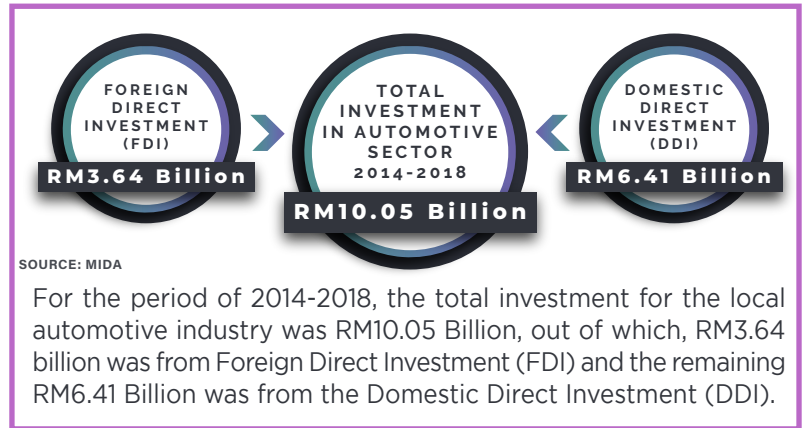 FOREIGN
DIRECT
INVESTMENT
(FDI)
RM3.64 Billion
TOTAL
INVESTMENT
IN AUTOMOTIVE
SECTOR
2014-2018
RM10.05 Billion
DOMESTIC
DIRECT
INVESTMENT
(DDI)
RM6.41 Billion
SOURCE: MIDA
For the period of 2014-2018, the total investment for the local
automotive industry was RM10.05 Billion, out of which, RM3.64
billion was from Foreign Direct Investment (FDI) and the remaining
RM6.41 Billion was from the Domestic Direct Investment (DDI).